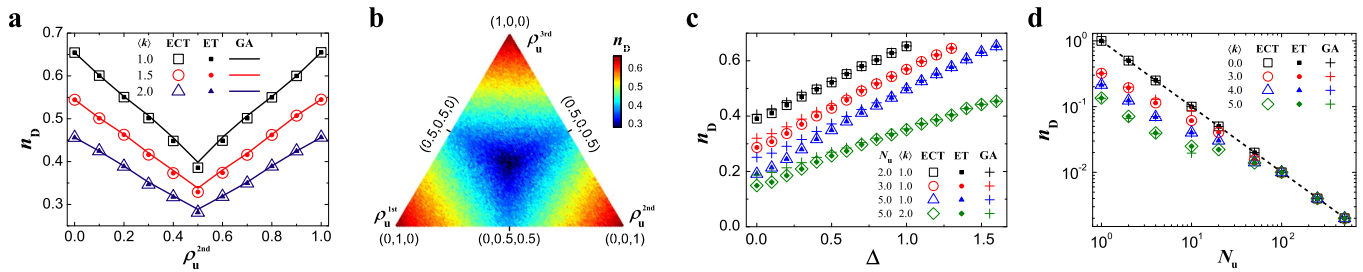 a
0.7
0.6
0.5
0.4
0.3
n_D
⟨k⟩ ECT ET GA
1.0
1.5
2.0
0.0 0.2 0.4 0.6 0.8 1.0
ρ_u^2nd
b
(1,0,0)
ρ_u^3rd
n_D
0.6
0.5
0.4
0.3
(0.5,0.5,0)
(0.5,0,0.5)
ρ_u^1st
ρ_u^2nd
(0,1,0)
(0,0.5,0.5)
(0,0,1)
c
0.6
0.4
0.2
0.0
n_D
N_u ⟨k⟩ ECT ET GA
2.0 1.0
3.0 1.0
5.0 1.0
5.0 2.0
0.0 0.5 1.0 1.5
Δ
d
10^0
10^-1
10^-2
n_D
⟨k⟩ ECT ET GA
0.0
3.0
4.0
5.0
10^0 10^1 10^2
N_u